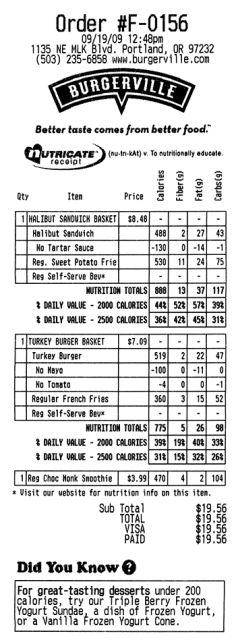 Order #F-0156
09/19/09 12:48pm
1135 NE MLK Blvd. Portland, OR 97232
(503) 235-6858 www.burgerville.com
BURGERVILLE
Better taste comes from better food.™
NUTRICATE™ receipt (nu-tri-kAt) v. To nutritionally educate.
Qty Item Price Calories Fiber(g) Fat(g) Carbs(g)
1 HALIBUT SANDWICH BASKET $8.48 - - - -
Halibut Sandwich 488 2 27 43
No Tartar Sauce -130 0 -14 -1
Reg. Sweet Potato Frie 530 11 24 75
Reg Self-Serve Bev* - - - -
NUTRITION TOTALS 888 13 37 117
% DAILY VALUE - 2000 CALORIES 44% 52% 57% 39%
% DAILY VALUE - 2500 CALORIES 36% 42% 45% 31%
1 TURKEY BURGER BASKET $7.09 - - - -
Turkey Burger 519 2 22 47
No Mayo -100 0 -11 0
No Tomato -4 0 0 -1
Regular French Fries 360 3 15 52
Reg Self-Serve Bev* - - - -
NUTRITION TOTALS 775 5 26 98
% DAILY VALUE - 2000 CALORIES 39% 19% 40% 33%
% DAILY VALUE - 2500 CALORIES 31% 15% 32% 26%
1 Reg Choc Monk Smoothie $3.99 470 4 2 104
* Visit our website for nutrition info on this item.
Sub Total $19.56
TOTAL $19.56
VISA $19.56
PAID $19.56
Did You Know ?
For great-tasting desserts under 200
calories, try our Triple Berry Frozen
Yogurt Sundae, a dish of Frozen Yogurt,
or a Vanilla Frozen Yogurt Cone.